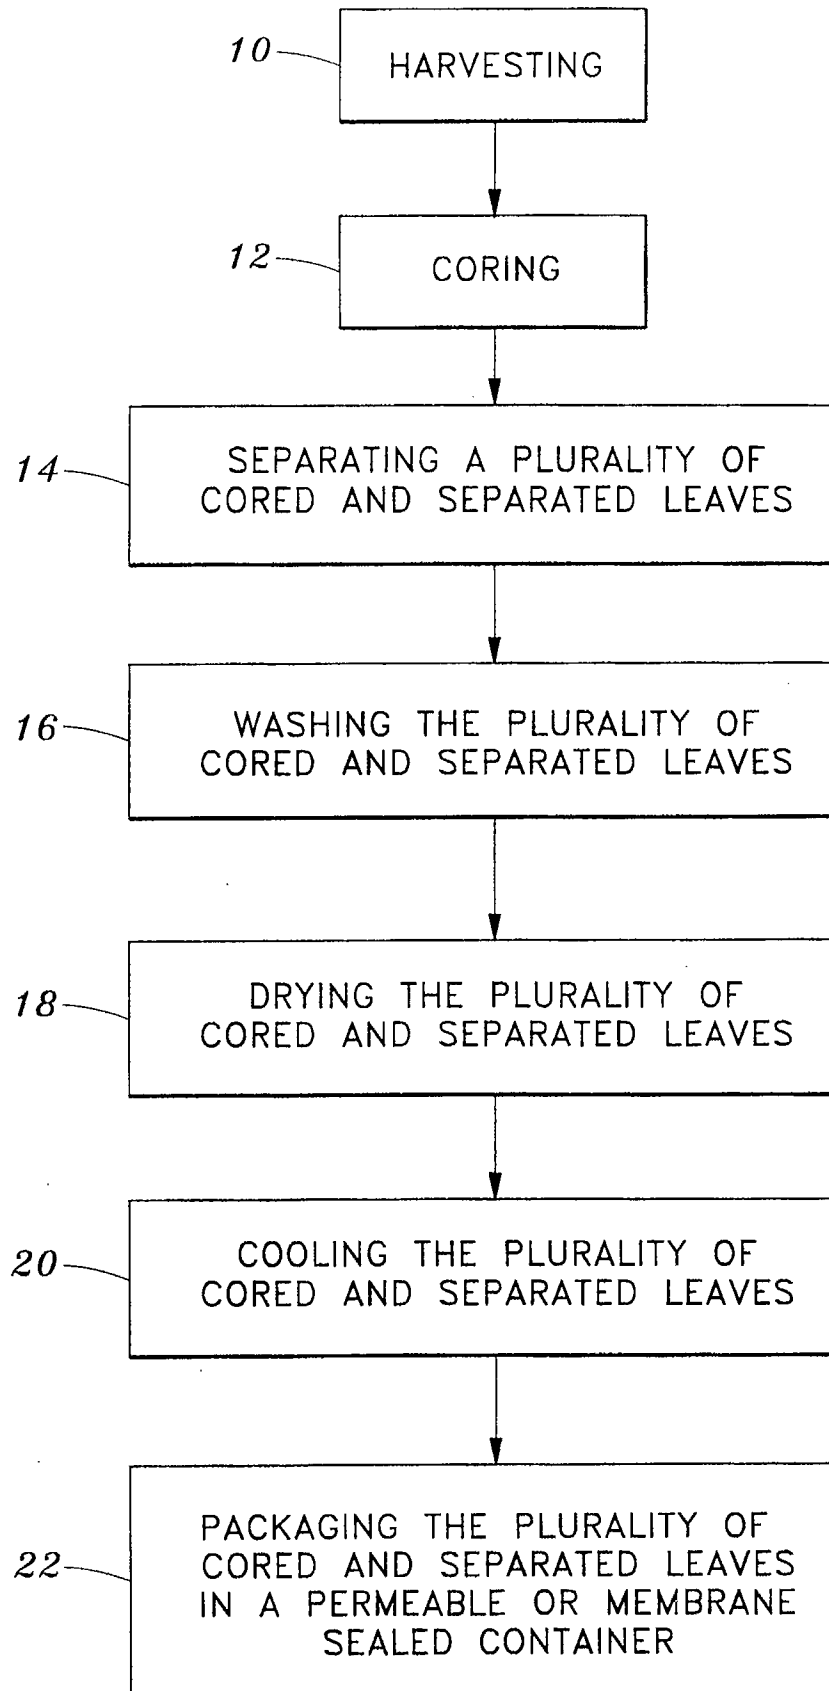 10
HARVESTING
12
CORING
14
SEPARATING A PLURALITY OF
CORED AND SEPARATED LEAVES
16
WASHING THE PLURALITY OF
CORED AND SEPARATED LEAVES
18
DRYING THE PLURALITY OF
CORED AND SEPARATED LEAVES
20
COOLING THE PLURALITY OF
CORED AND SEPARATED LEAVES
22
PACKAGING THE PLURALITY OF
CORED AND SEPARATED LEAVES
IN A PERMEABLE OR MEMBRANE
SEALED CONTAINER